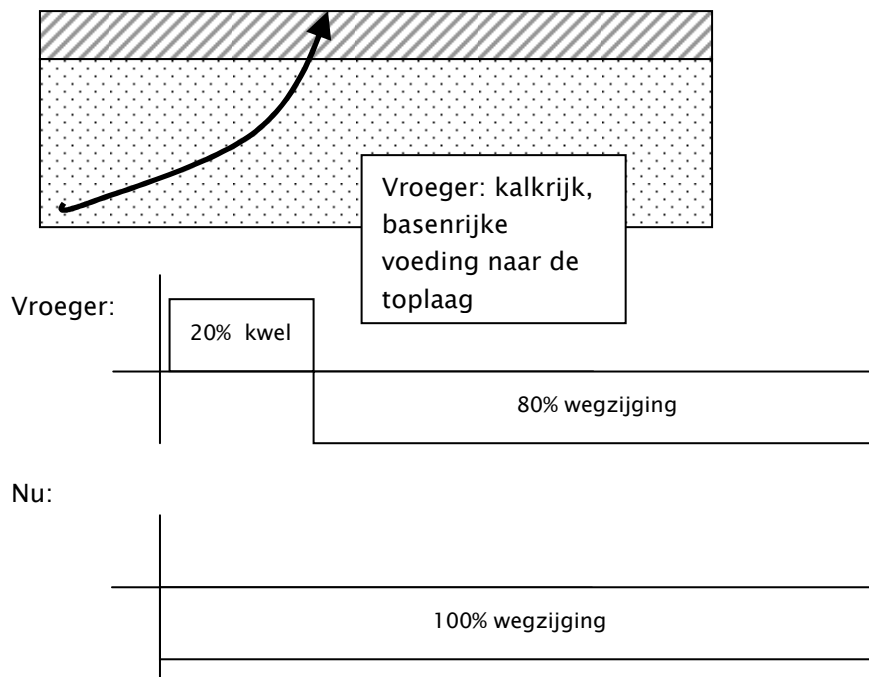 Vroeger: kalkrijk,
basenrijke
voeding naar de
toplaag
Vroeger:
20% kwel
80% wegzijging
Nu:
100% wegzijging